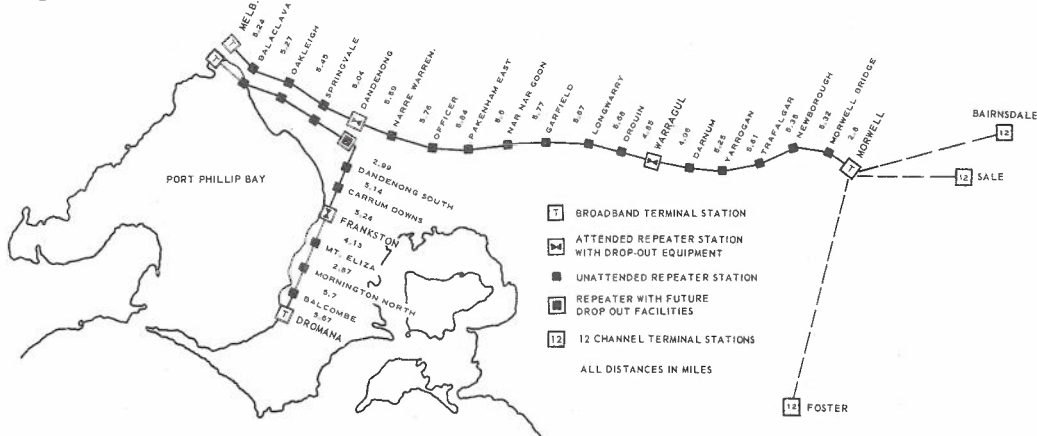 MELB.
5.24
BALACLAVA
5.27
OAKLEIGH
5.45
SPRINGVALE
5.04
DANDENONG
5.59
NARRE WARREN.
5.76
OFFICER
5.84
PAKENHAM EAST
5.6
NAR NAR GOON
5.77
GARFIELD
5.67
LONGWARRY
5.68
DROUIN
4.85
WARRAGUL
4.06
DARNUM
5.25
YARROGAN
5.61
TRAFALGAR
5.35
NEWBOROUGH
5.32
MORWELL BRIDGE
2.8
MORWELL
BAIRNSDALE
12
SALE
12
FOSTER
12
PORT PHILLIP BAY
2.99
DANDENONG SOUTH
5.14
CARRUM DOWNS
5.24
FRANKSTON
4.13
MT. ELIZA
2.87
MORNINGTON NORTH
5.7
BALCOMBE
5.67
DROMANA
T
T
T
T
T BROADBAND TERMINAL STATION
ATTENDED REPEATER STATION
WITH DROP-OUT EQUIPMENT
UNATTENDED REPEATER STATION
REPEATER WITH FUTURE
DROP OUT FACILITIES
12 12 CHANNEL TERMINAL STATIONS
ALL DISTANCES IN MILES